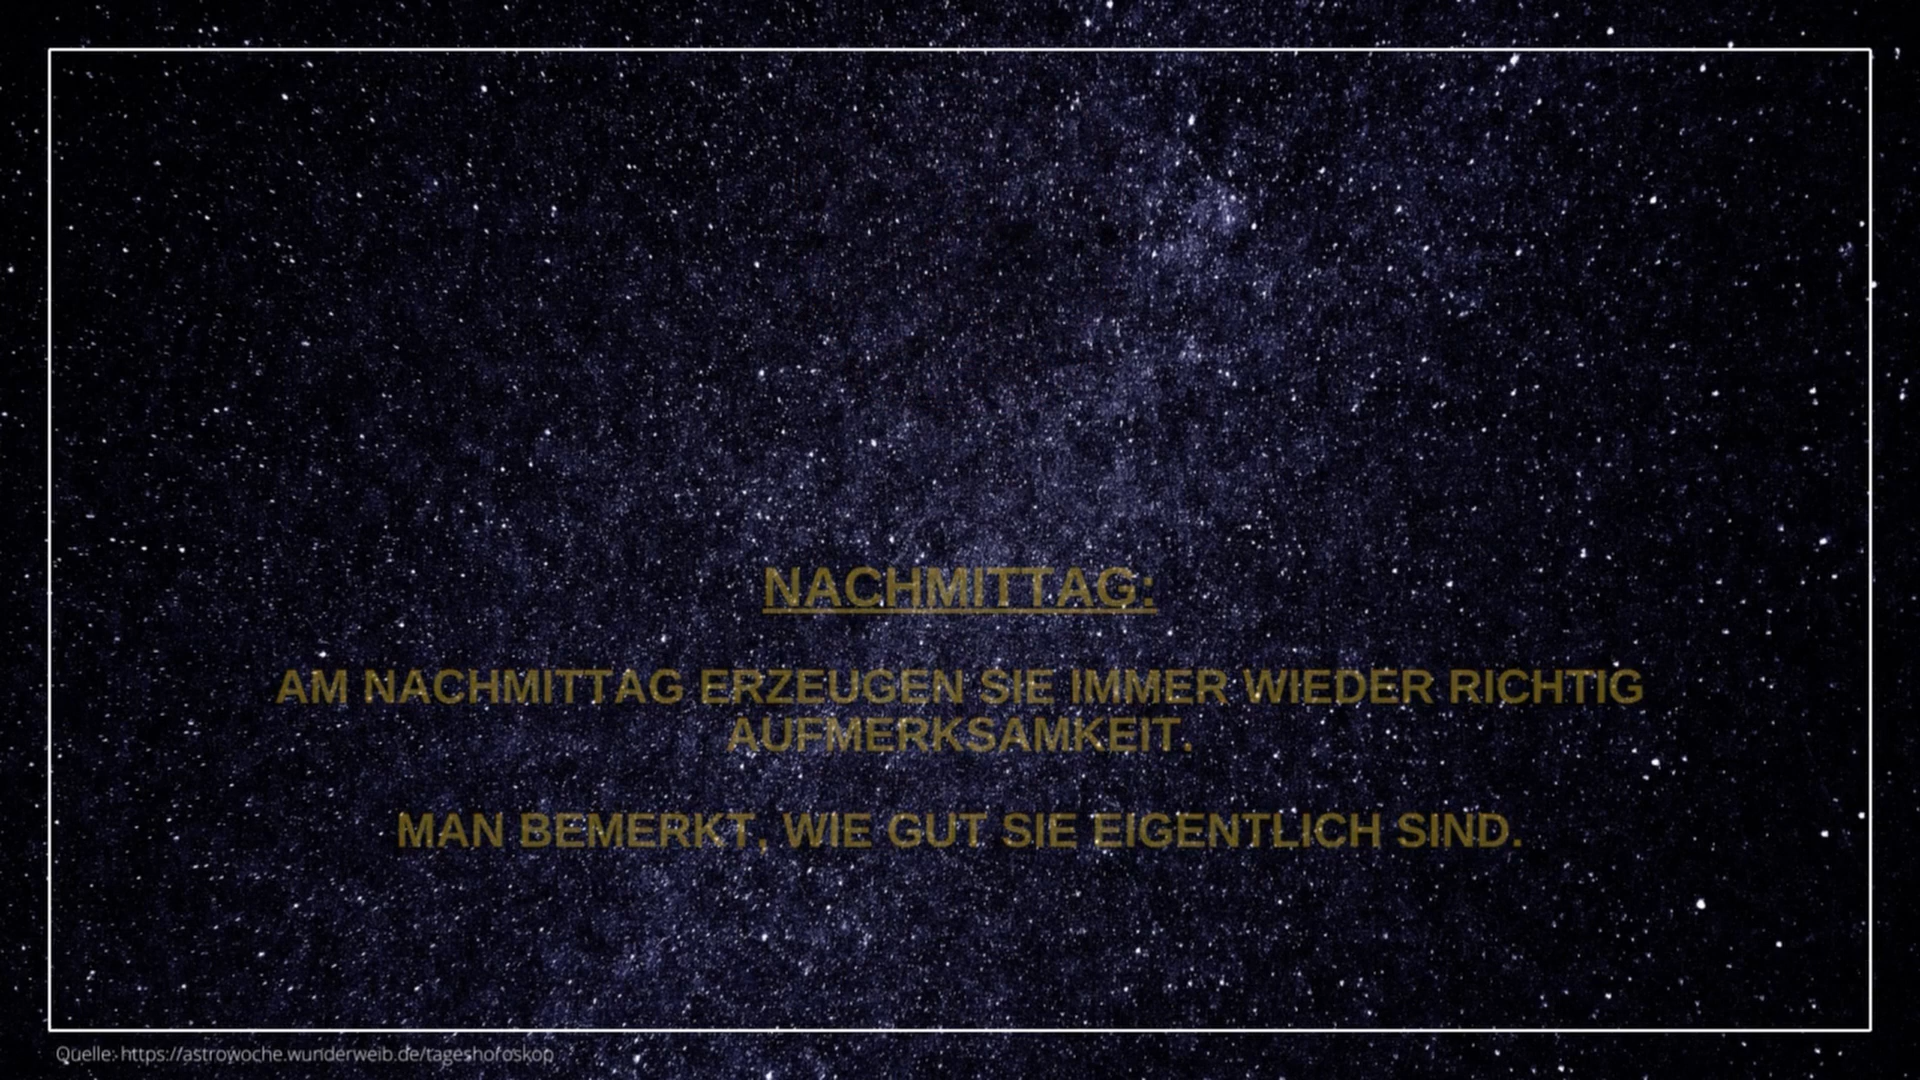 NACHMITTAG:
AM NACHMITTAG ERZEUGEN SIE IMMER WIEDER RICHTIG
AUFMERKSAMKEIT.
MAN BEMERKT, WIE GUT SIE EIGENTLICH SIND.
Quelle: https://astrowoche.wunderweib.de/tageshoroskop